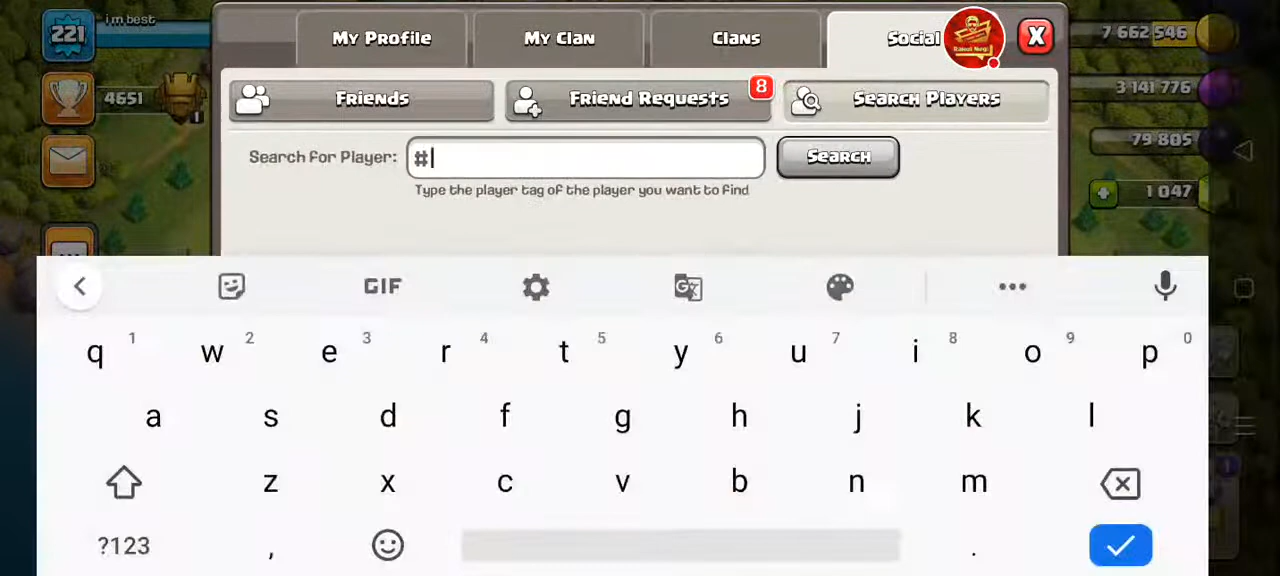 221 i'm best
My Profile My Clan Clans Social X
4651
7 662 546
Friends Friend Requests 8 Search Players
3 141 776
79 805
Search For Player: # Search
Type the player tag of the player you want to find
1 047
GIF
q 1 w 2 e 3 r 4 t 5 y 6 u 7 i 8 o 9 p 0
a s d f g h j k l
z x c v b n m
?123 , .